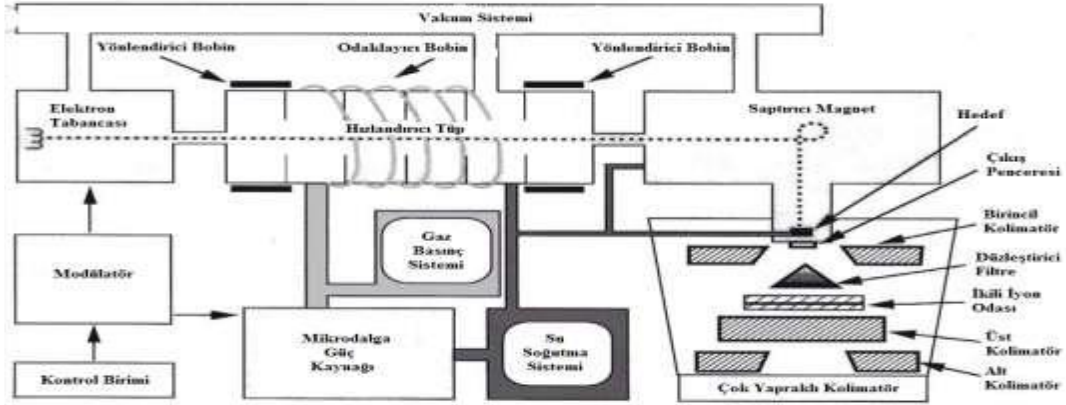 Vakum Sistemi
Yönlendirici Bobin
Odaklayıcı Bobin
Yönlendirici Bobin
Elektron
Tabancası
Hızlandırıcı Tüp
Saptırıcı Magnet
Hedef
Çıkış
Penceresi
Birincil
Kolimatör
Düzleştirici
Filtre
İkili İyon
Odası
Üst
Kolimatör
Alt
Kolimatör
Çok Yapraklı Kolimatör
Gaz
Basınç
Sistemi
Modülatör
Mikrodalga
Güç
Kaynağı
Su
Soğutma
Sistemi
Kontrol Birimi